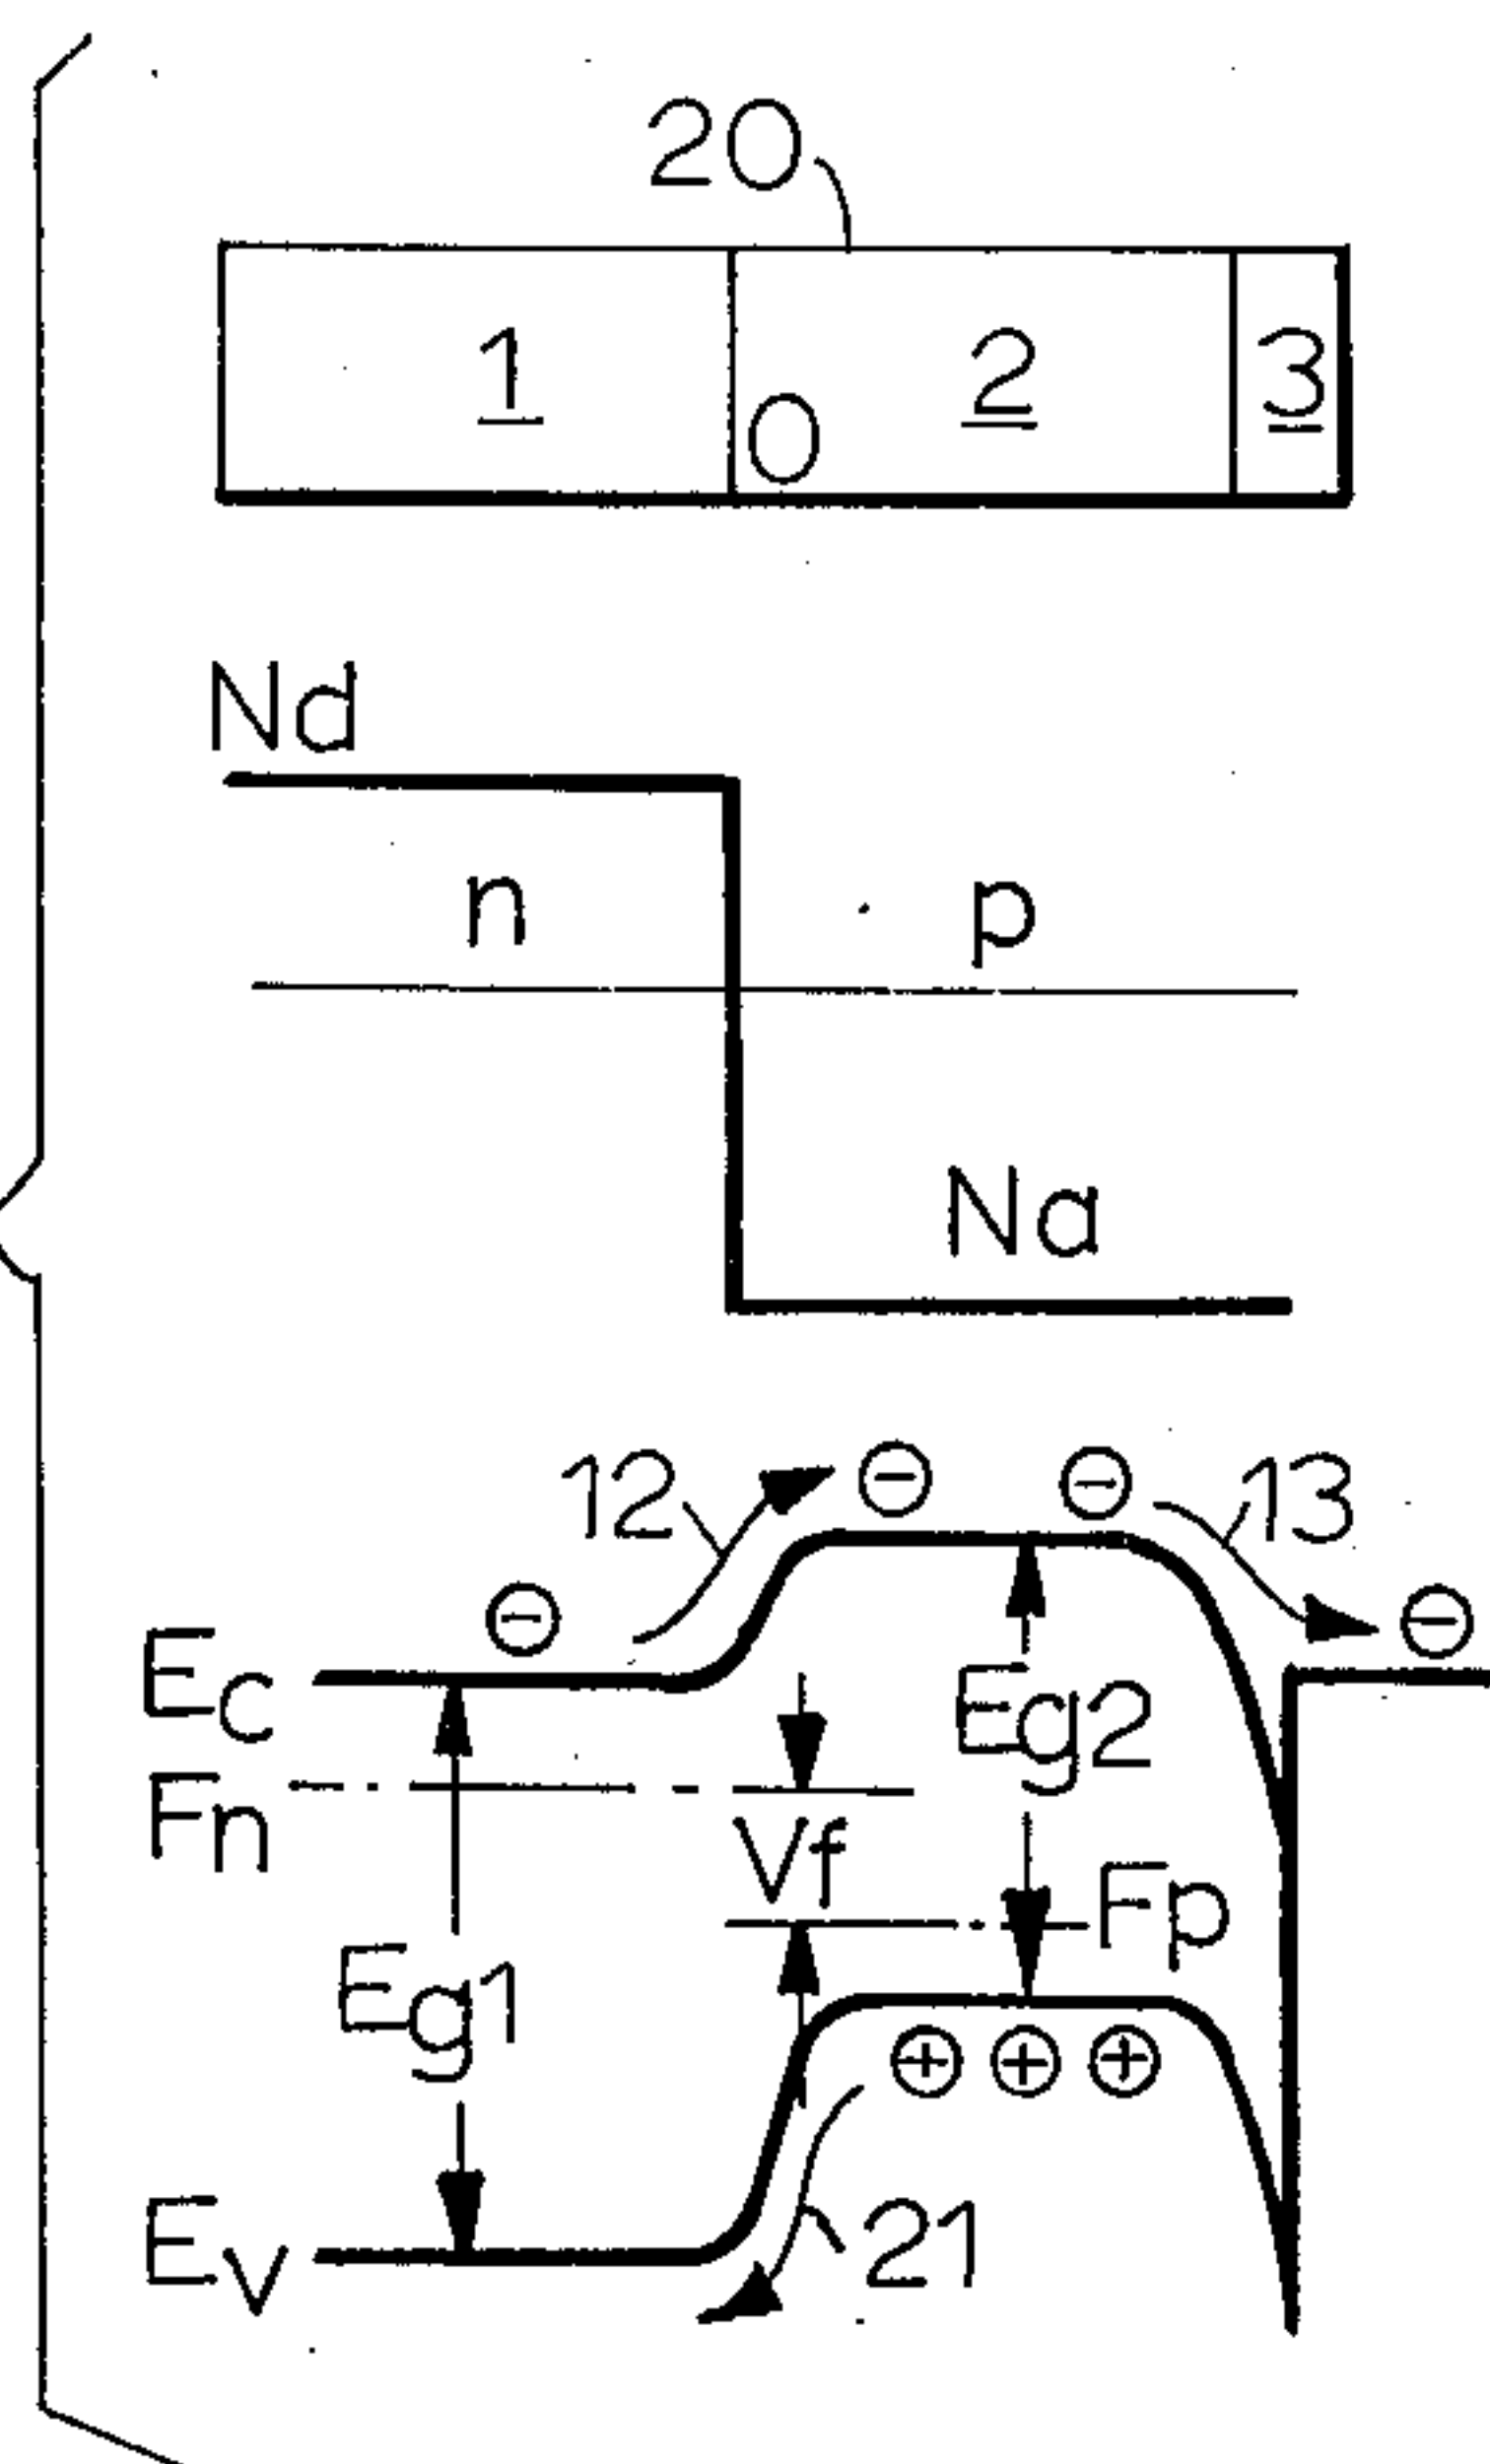 20
1 2 3
0
Nd
n p
Na
12 ⊖ ⊖ 13
⊖ ⊖
Ec
Eg2
Fn
Vf
Fp
Eg1
⊕ ⊕ ⊕
Ev
21